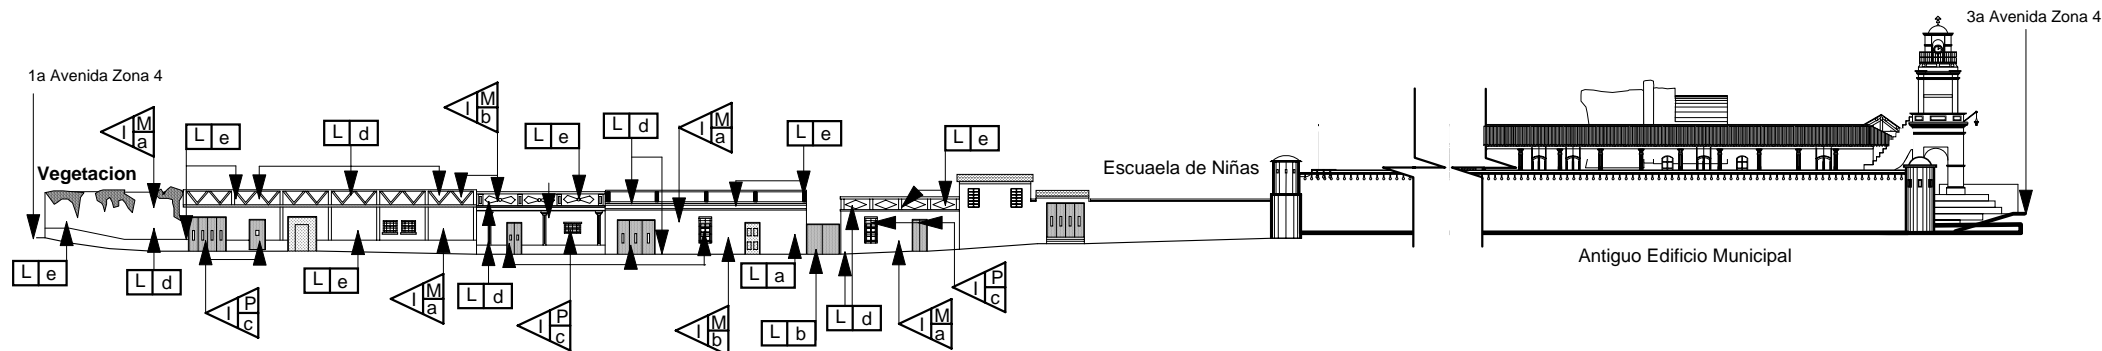 3a Avenida Zona 4
1a Avenida Zona 4
I M b
I M a
I M a
L e
L d
L e
L d
L e
L e
Vegetacion
Escuaela de Niñas
Antiguo Edificio Municipal
L e
L d
I P c
L e
I M a
L d
I P c
I M b
L a
L b
L d
I M a
I P c